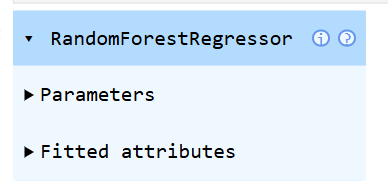 RandomForestRegressor i ?
Parameters
Fitted attributes